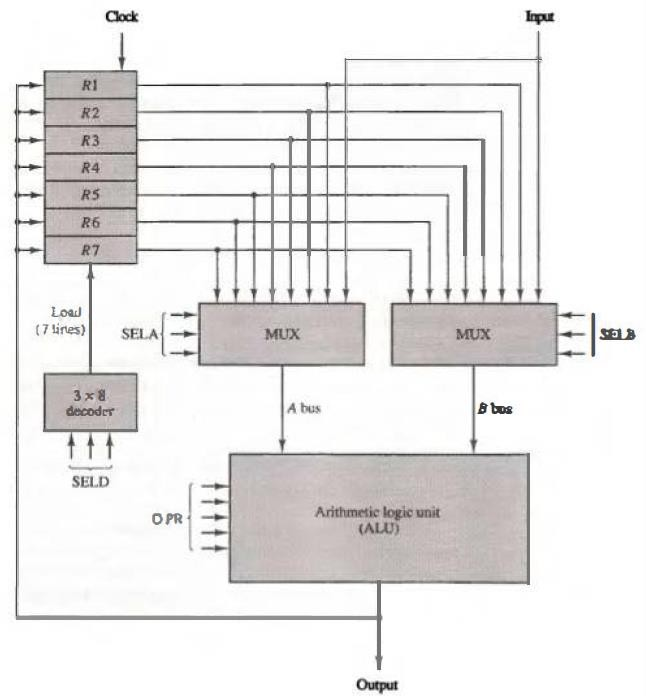 Clock
Input
R1
R2
R3
R4
R5
R6
R7
Load
(7 lines)
SELA
MUX
MUX
SELB
3 × 8
decoder
A bus
B bus
SELD
OPR
Arithmetic logic unit
(ALU)
Output